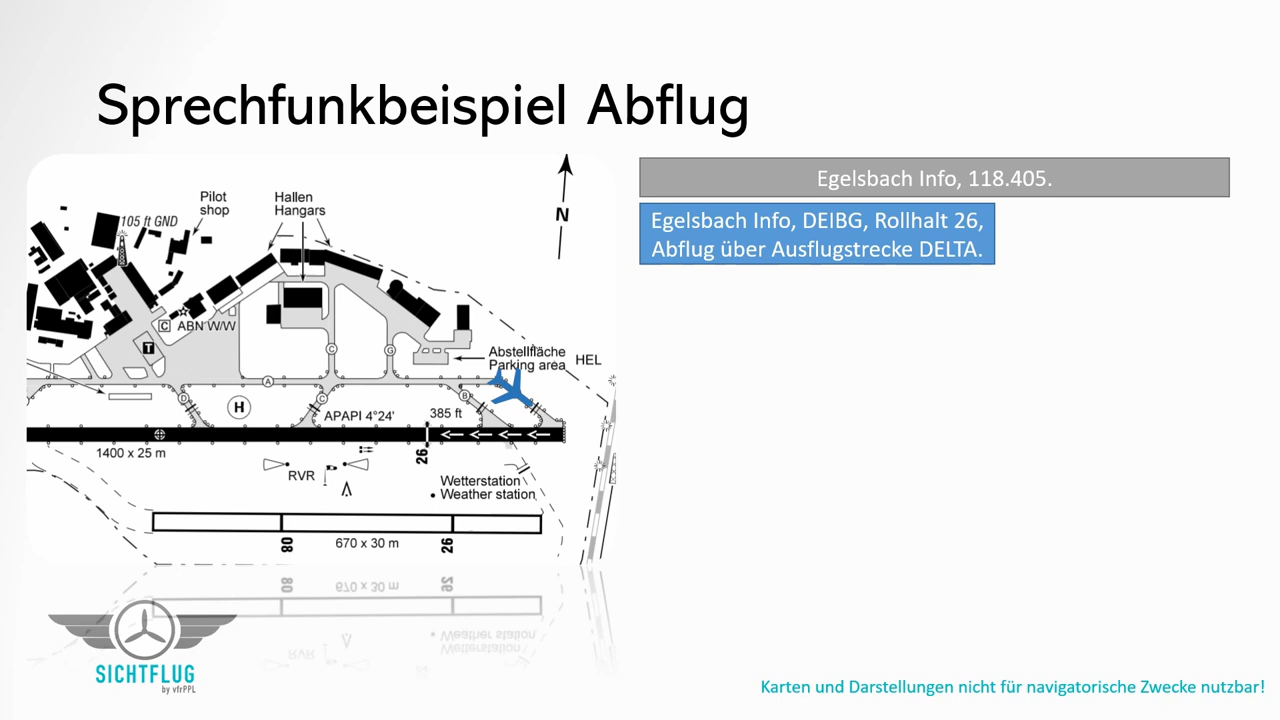 Sprechfunkbeispiel Abflug
Egelsbach Info, 118.405.
Egelsbach Info, DEIBG, Rollhalt 26,
Abflug über Ausflugstrecke DELTA.
Pilot
shop
Hallen
Hangars
105 ft GND
N
C
ABN W/W
T
C
G
Abstellfläche
Parking area
HEL
A
D
H
C
B
APAPI 4°24'
385 ft
1400 x 25 m
26
RVR
Wetterstation
Weather station
08
670 x 30 m
26
SICHTFLUG
by vfrPPL
Karten und Darstellungen nicht für navigatorische Zwecke nutzbar!